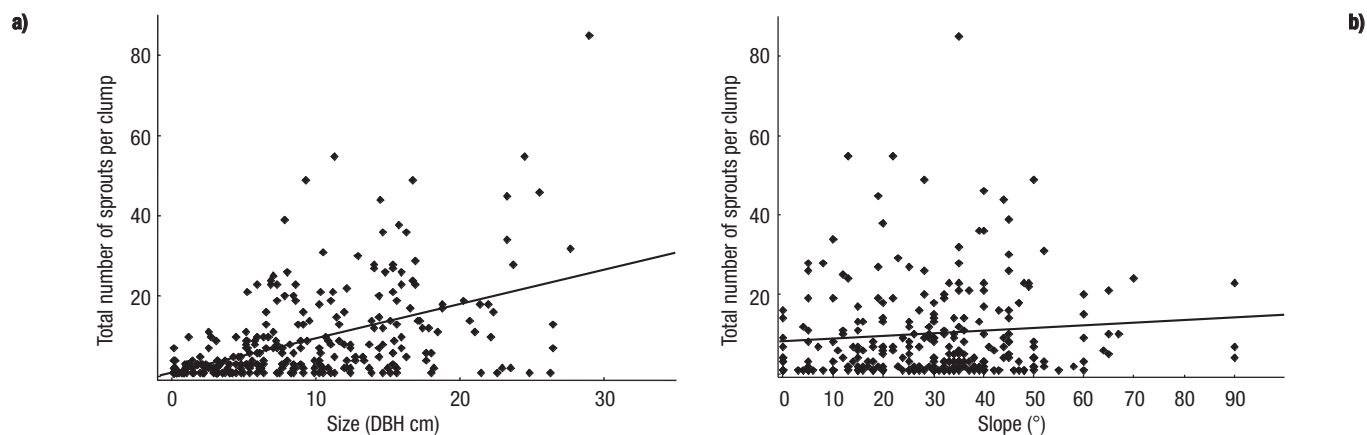 a)
Total number of sprouts per clump
80
60
40
20
0 10 20 30
Size (DBH cm)
b)
Total number of sprouts per clump
80
60
40
20
0 10 20 30 40 50 60 70 80 90
Slope (°)